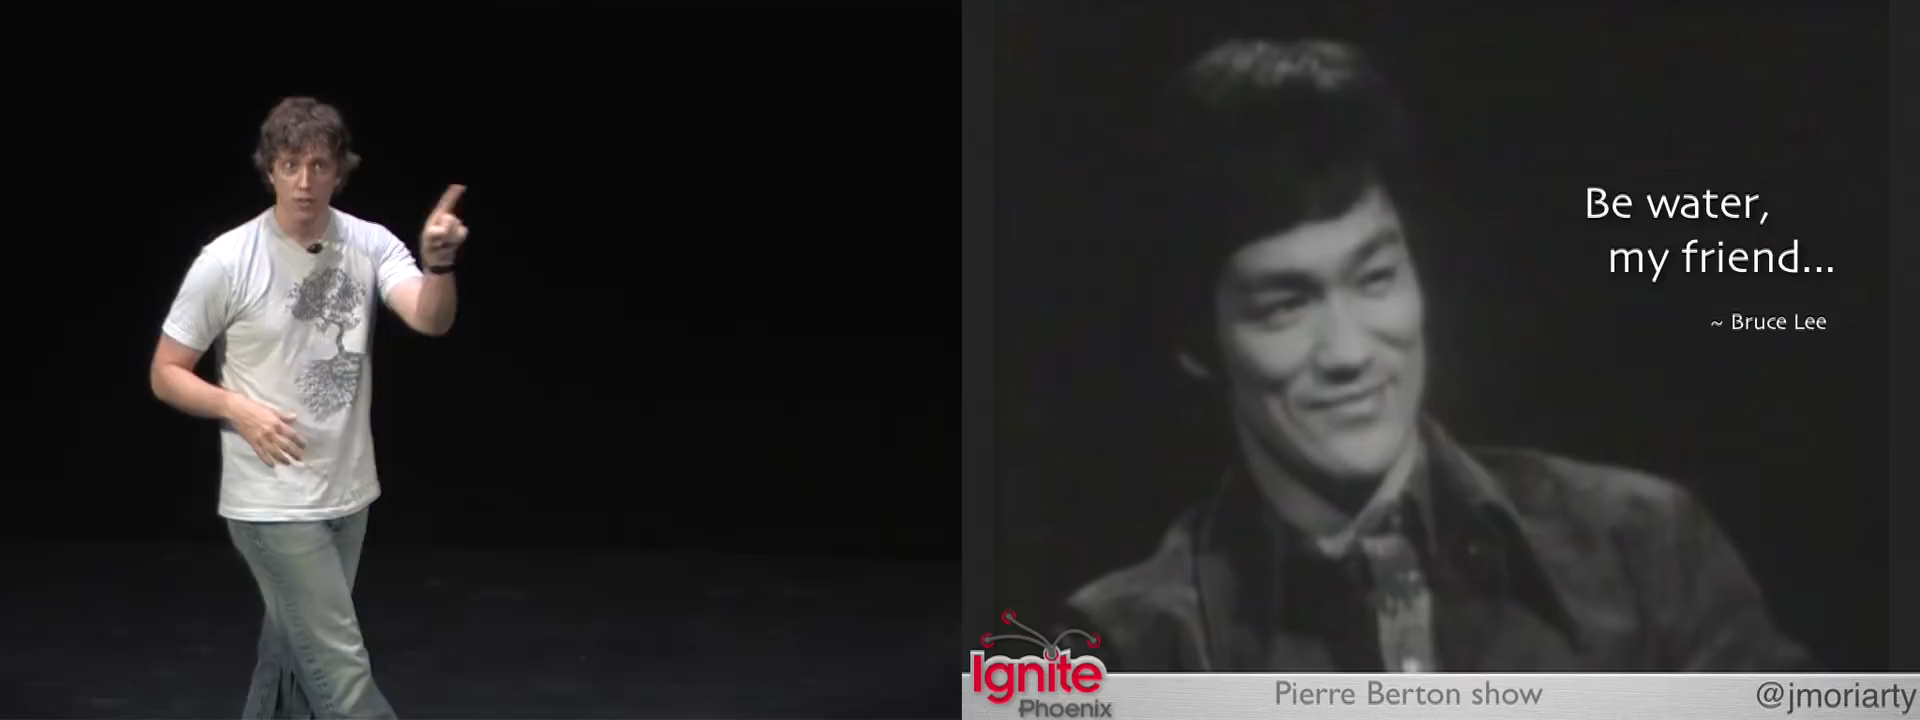 Be water,
my friend...
~ Bruce Lee
Ignite
Phoenix
Pierre Berton show
@jmoriarty